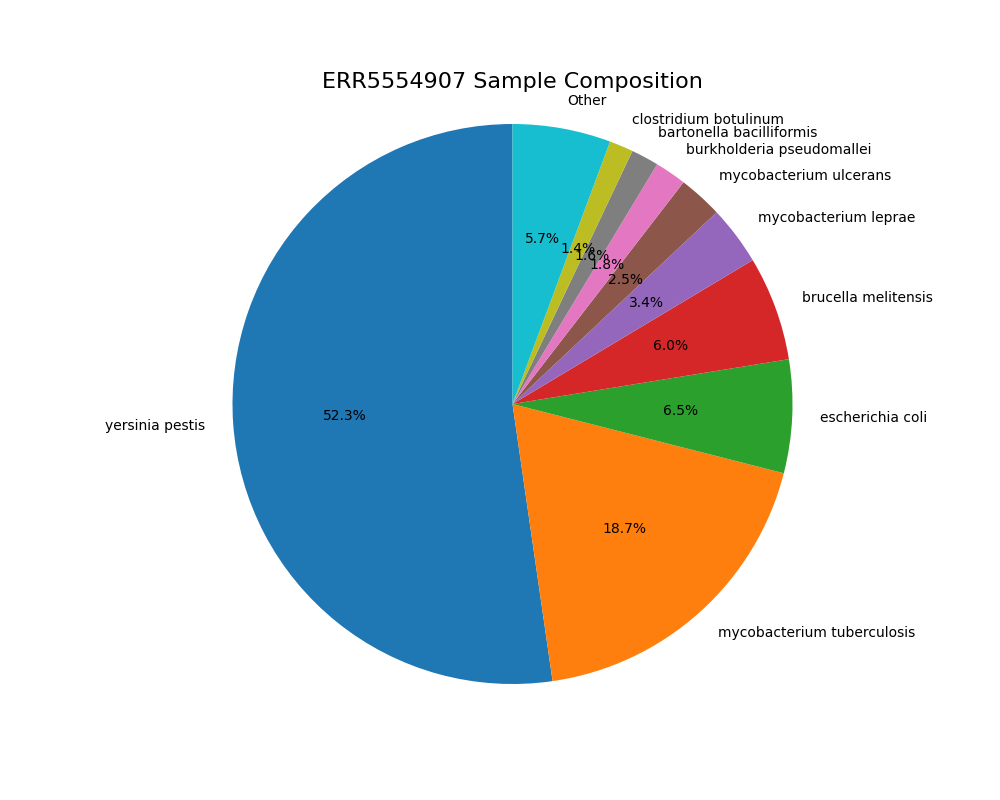 ERR5554907 Sample Composition
Other
clostridium botulinum
bartonella bacilliformis
burkholderia pseudomallei
mycobacterium ulcerans
mycobacterium leprae
brucella melitensis
escherichia coli
mycobacterium tuberculosis
yersinia pestis
5.7%
1.4%
1.6%
1.8%
2.5%
3.4%
6.0%
6.5%
18.7%
52.3%